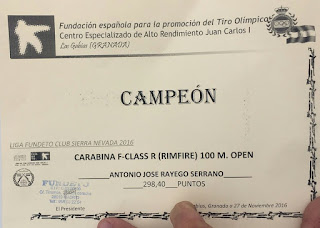 Fundación española para la promoción del Tiro Olímpico
Centro Especializado de Alto Rendimiento Juan Carlos I
Las Gabias (GRANADA)
CAMPEÓN
LIGA FUNDETO CLUB SIERRA NEVADA 2016
CARABINA F-CLASS R (RIMFIRE) 100 M. OPEN
ANTONIO JOSE RAYEGO SERRANO
298,40 PUNTOS
FUNDETO
Granada a 27 de Noviembre 2016
El Presidente